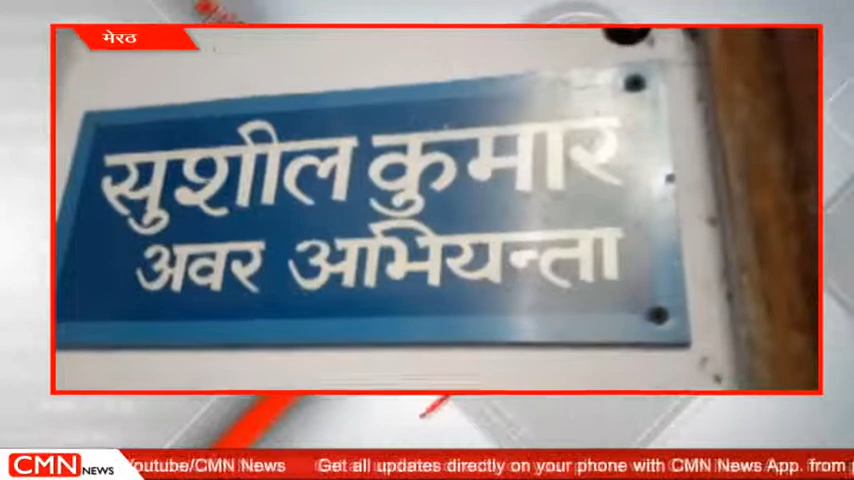 मेरठ
सुशील कुमार
अवर अभियन्ता
CMN NEWS
Youtube/CMN News Get all updates directly on your phone with CMN News App. from